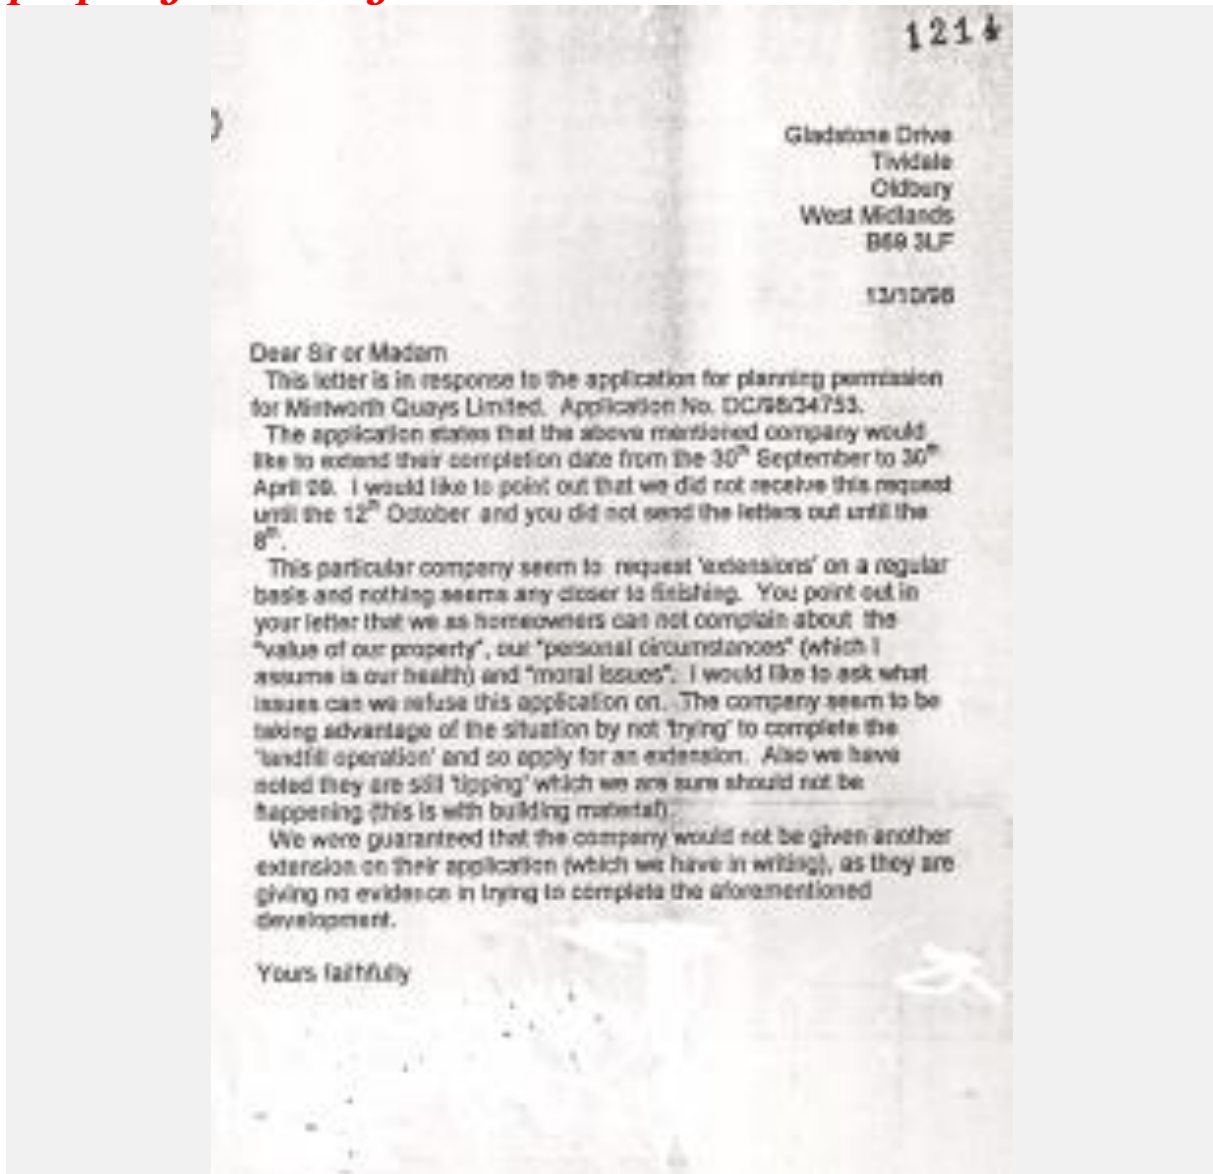 1214
Gladstone Drive
Tividale
Oldbury
West Midlands
B69 3LF
13/10/98
Dear Sir or Madam
This letter is in response to the application for planning permission
for Mintworth Quays Limited. Application No. DC/98/34753.
The application states that the above mentioned company would
like to extend their completion date from the 30th September to 30th
April 99. I would like to point out that we did not receive this request
until the 12th October and you did not send the letters out until the
8th.
This particular company seem to request 'extensions' on a regular
basis and nothing seems any closer to finishing. You point out in
your letter that we as homeowners can not complain about the
"value of our property", our "personal circumstances" (which I
assume is our health) and "moral issues". I would like to ask what
issues can we refuse this application on. The company seem to be
taking advantage of the situation by not 'trying' to complete the
'landfill operation' and so apply for an extension. Also we have
noted they are still 'tipping' which we are sure should not be
happening (this is with building material).
We were guaranteed that the company would not be given another
extension on their application (which we have in writing), as they are
giving no evidence in trying to complete the aforementioned
development.
Yours faithfully